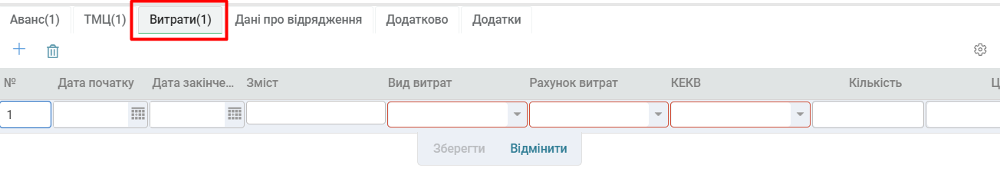 Аванс(1) ТМЦ(1) Витрати(1) Дані про відрядження Додатково Додатки
№ Дата початку Дата закінче... Зміст Вид витрат Рахунок витрат КЕКВ Кількість Ц
1
Зберегти Відмінити